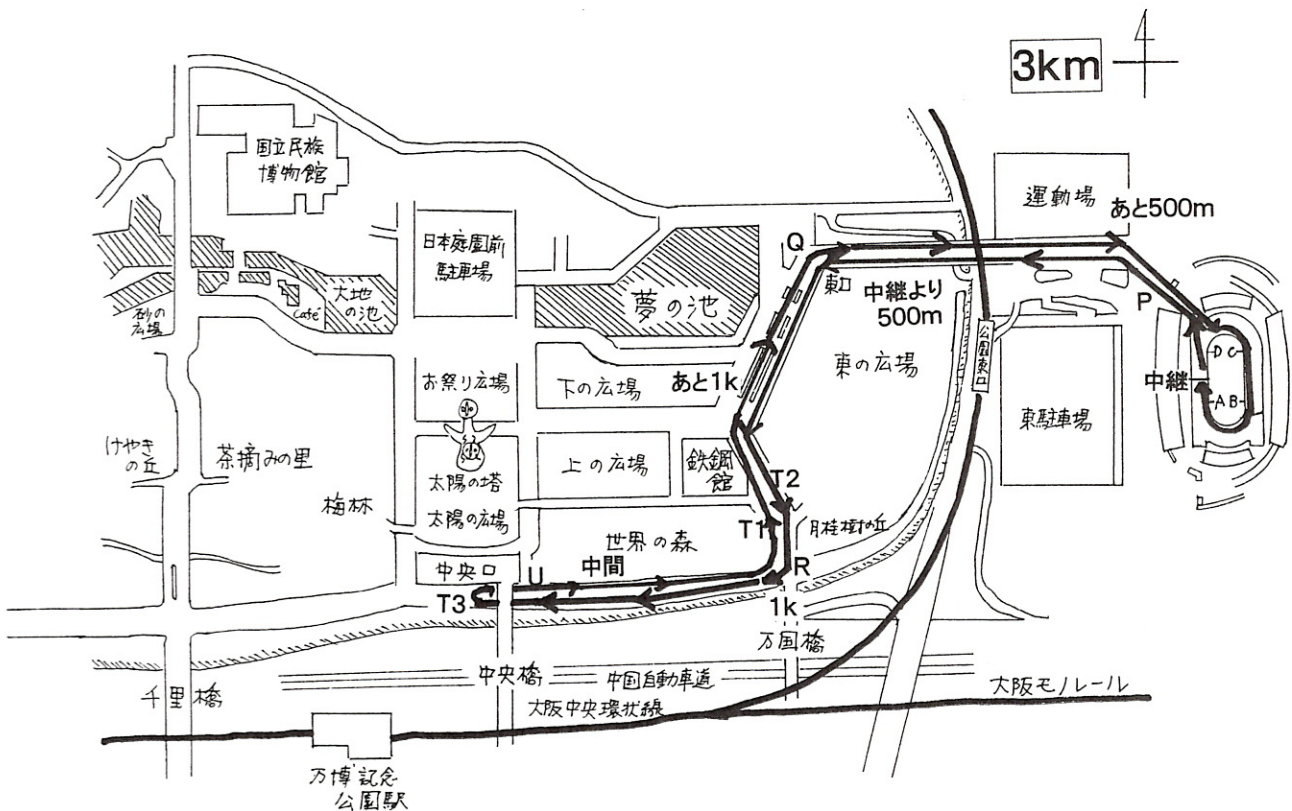 3km
国立民族
博物館
運動場
あと500m
日本庭園前
駐車場
Q
夢の池
東口
中継より
500m
P
大地
の池
café
砂の
広場
公園東口
お祭り広場
下の広場
あと1k
東の広場
中継
D C
A B
東駐車場
けやき
の丘
茶摘みの里
梅林
太陽の塔
太陽の広場
上の広場
鉄鋼
館
T2
T1
月桂樹の丘
世界の森
中央口
U
中間
R
T3
1k
万国橋
千里橋
中央橋
中国自動車道
大阪中央環状線
大阪モノレール
万博記念
公園駅